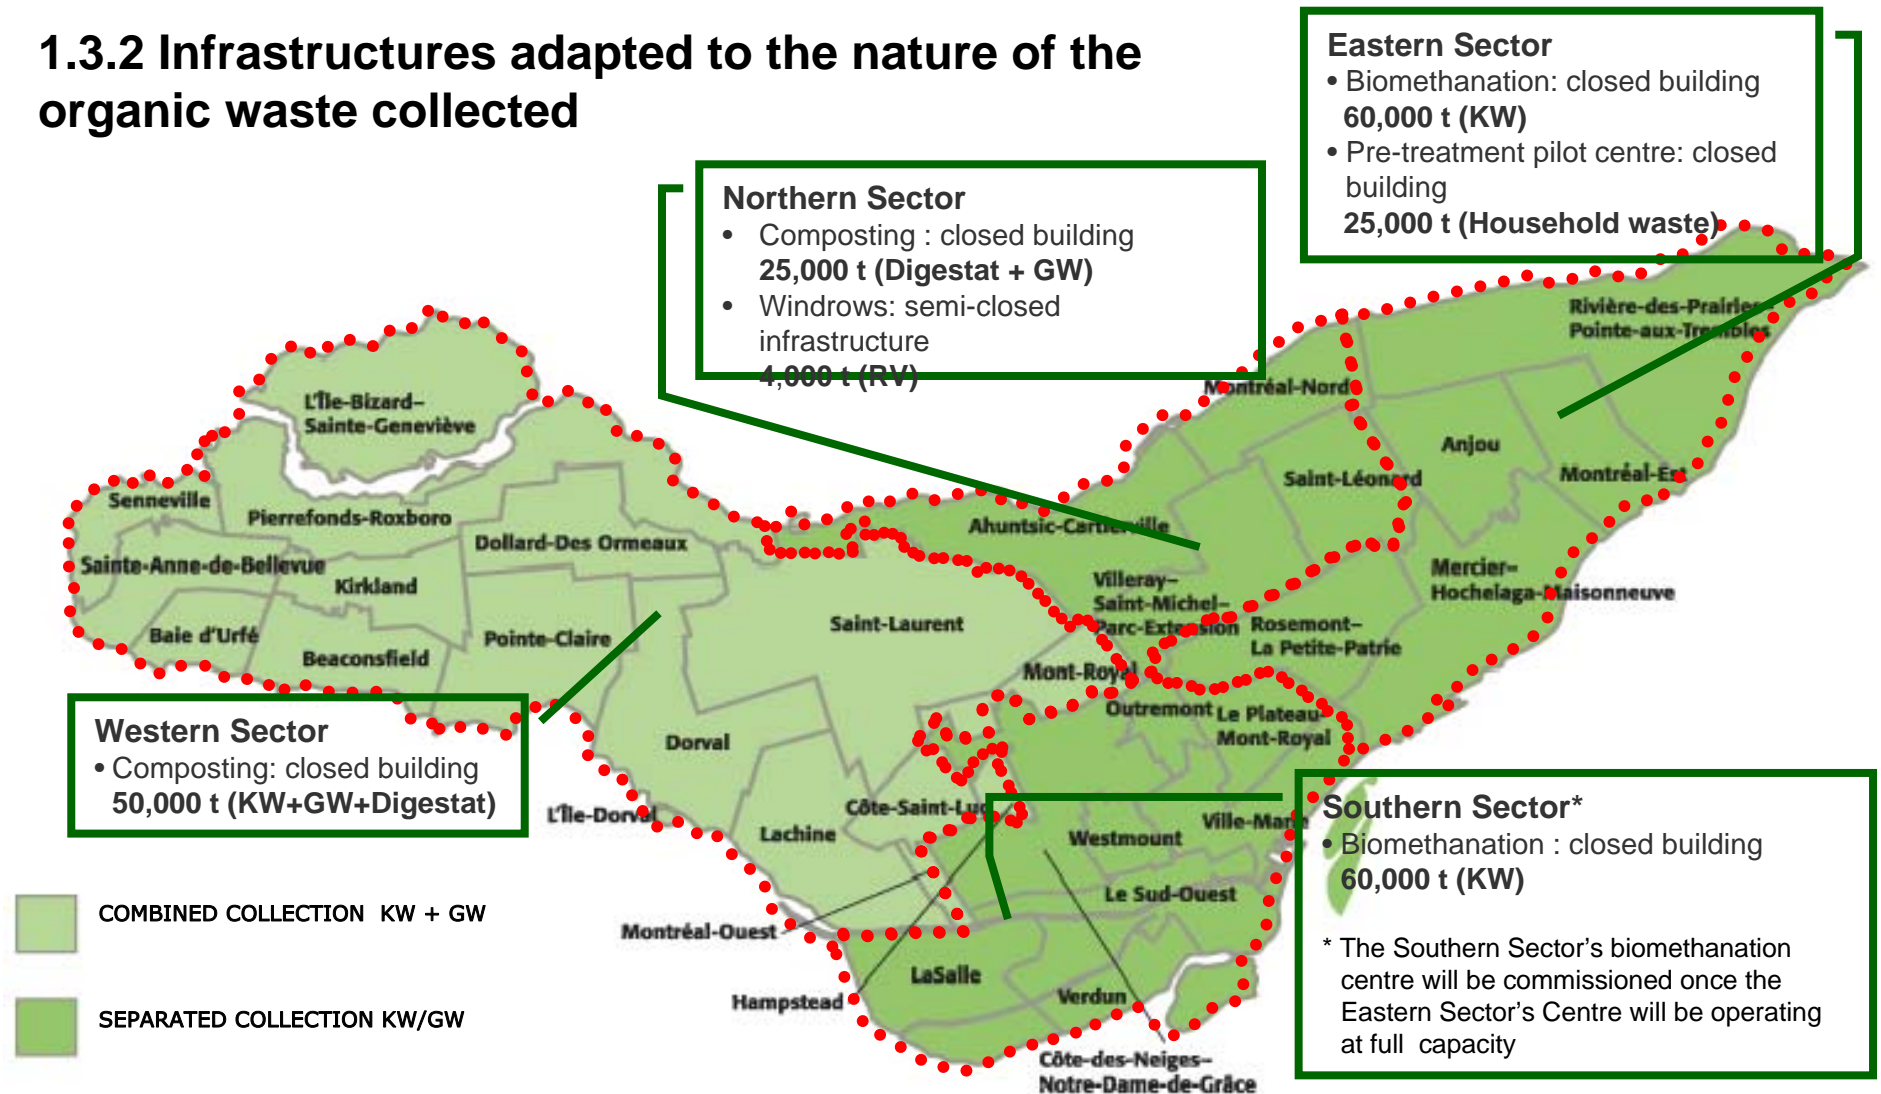 1.3.2 Infrastructures adapted to the nature of the
organic waste collected
Eastern Sector
• Biomethanation: closed building
60,000 t (KW)
• Pre-treatment pilot centre: closed
building
25,000 t (Household waste)
Northern Sector
• Composting : closed building
25,000 t (Digestat + GW)
• Windrows: semi-closed
infrastructure
4,000 t (RV)
Rivière-des-Prairies-
Pointe-aux-Trembles
Montréal-Nord
L'Île-Bizard–
Sainte-Geneviève
Anjou
Saint-Léonard
Montréal-Est
Senneville
Pierrefonds-Roxboro
Ahuntsic-Cartierville
Dollard-Des Ormeaux
Sainte-Anne-de-Bellevue
Kirkland
Mercier–
Hochelaga-Maisonneuve
Villeray–
Saint-Michel–
Parc-Extension
Baie d'Urfé
Pointe-Claire
Saint-Laurent
Rosemont–
La Petite-Patrie
Beaconsfield
Mont-Royal
Outremont
Le Plateau-
Mont-Royal
Western Sector
• Composting: closed building
50,000 t (KW+GW+Digestat)
Dorval
L'Île-Dorval
Côte-Saint-Luc
Lachine
Westmount
Ville-Marie
Southern Sector*
• Biomethanation : closed building
60,000 t (KW)
* The Southern Sector's biomethanation
centre will be commissioned once the
Eastern Sector's Centre will be operating
at full capacity
Le Sud-Ouest
COMBINED COLLECTION KW + GW
Montréal-Ouest
LaSalle
Hampstead
Verdun
SEPARATED COLLECTION KW/GW
Côte-des-Neiges–
Notre-Dame-de-Grâce